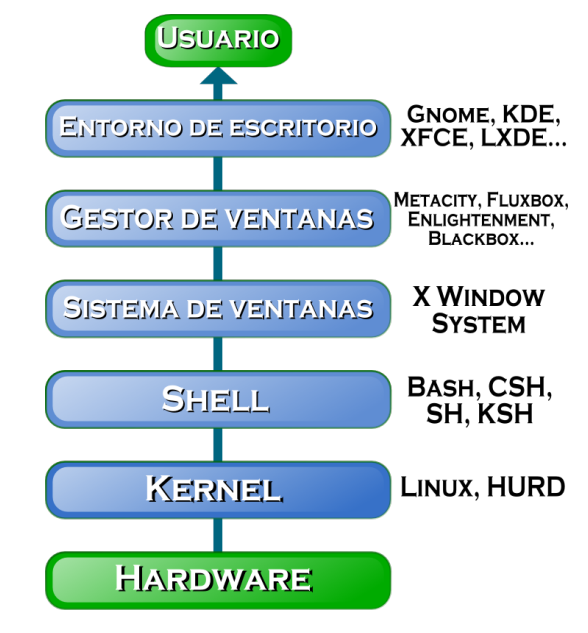 USUARIO
ENTORNO DE ESCRITORIO
GNOME, KDE,
XFCE, LXDE...
GESTOR DE VENTANAS
METACITY, FLUXBOX,
ENLIGHTENMENT,
BLACKBOX...
SISTEMA DE VENTANAS
X WINDOW
SYSTEM
SHELL
BASH, CSH,
SH, KSH
KERNEL
LINUX, HURD
HARDWARE